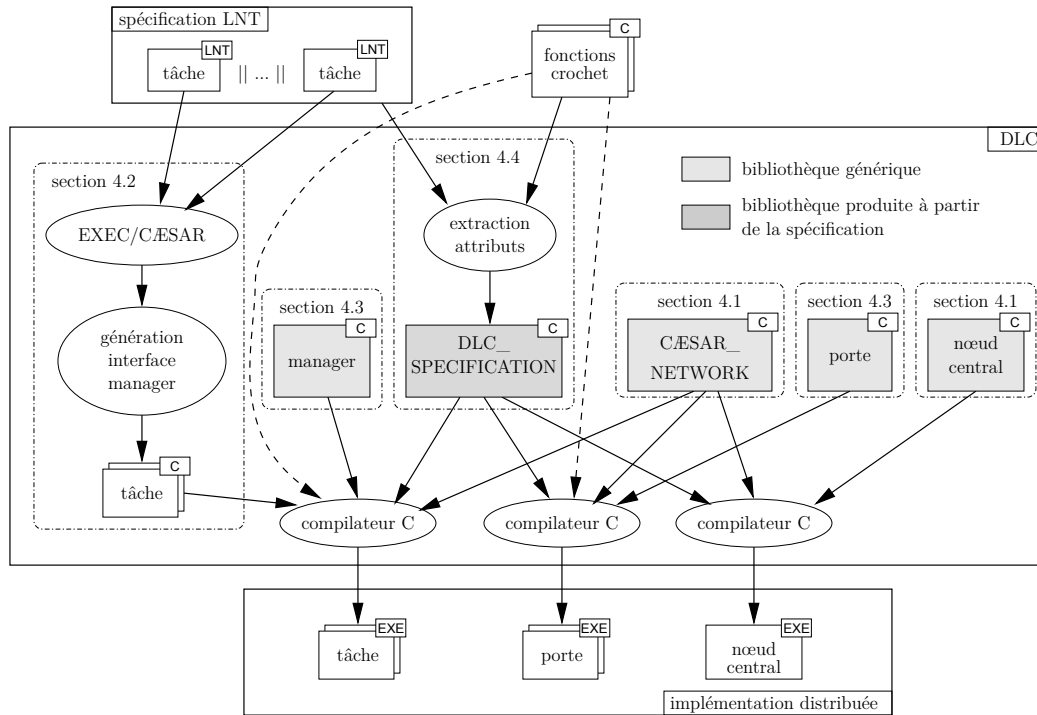 spécification LNT
LNT
tâche
|| ... ||
LNT
tâche
C
fonctions
crochet
DLC
section 4.2
EXEC/CÆSAR
génération
interface
manager
C
tâche
section 4.4
extraction
attributs
C
DLC_
SPECIFICATION
bibliothèque générique
bibliothèque produite à partir
de la spécification
section 4.3
C
manager
section 4.1
C
CÆSAR_
NETWORK
section 4.3
C
porte
section 4.1
C
nœud
central
compilateur C
compilateur C
compilateur C
EXE
tâche
EXE
porte
EXE
nœud
central
implémentation distribuée